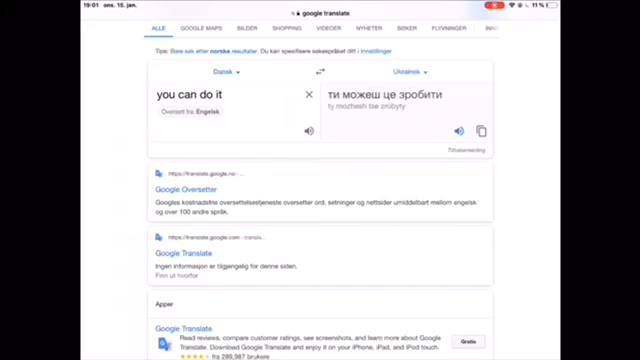 19:01 ons. 15. jan.
11 %
google translate
ALLE GOOGLE MAPS BILDER SHOPPING VIDEOER NYHETER BØKER FLYVNINGER
Tips: Bare søk etter norske resultater. Du kan spesifisere søkespråket ditt i Innstillinger
Dansk Ukrainsk
you can do it
ти можеш це зробити
ty mozhesh tse zrobyty
Oversett fra Engelsk
Tilbakemelding
https://translate.google.no › ...
Google Oversetter
Googles kostnadsfrie oversettelsestjeneste oversetter ord, setninger og nettsider umiddelbart mellom engelsk
og over 100 andre språk.
https://translate.google.com › transla...
Google Translate
Ingen informasjon er tilgjengelig for denne siden.
Finn ut hvorfor
Apper
Google Translate
Read reviews, compare customer ratings, see screenshots, and learn more about Google
Translate. Download Google Translate and enjoy it on your iPhone, iPad, and iPod touch.
Gratis
fra 289,987 brukere